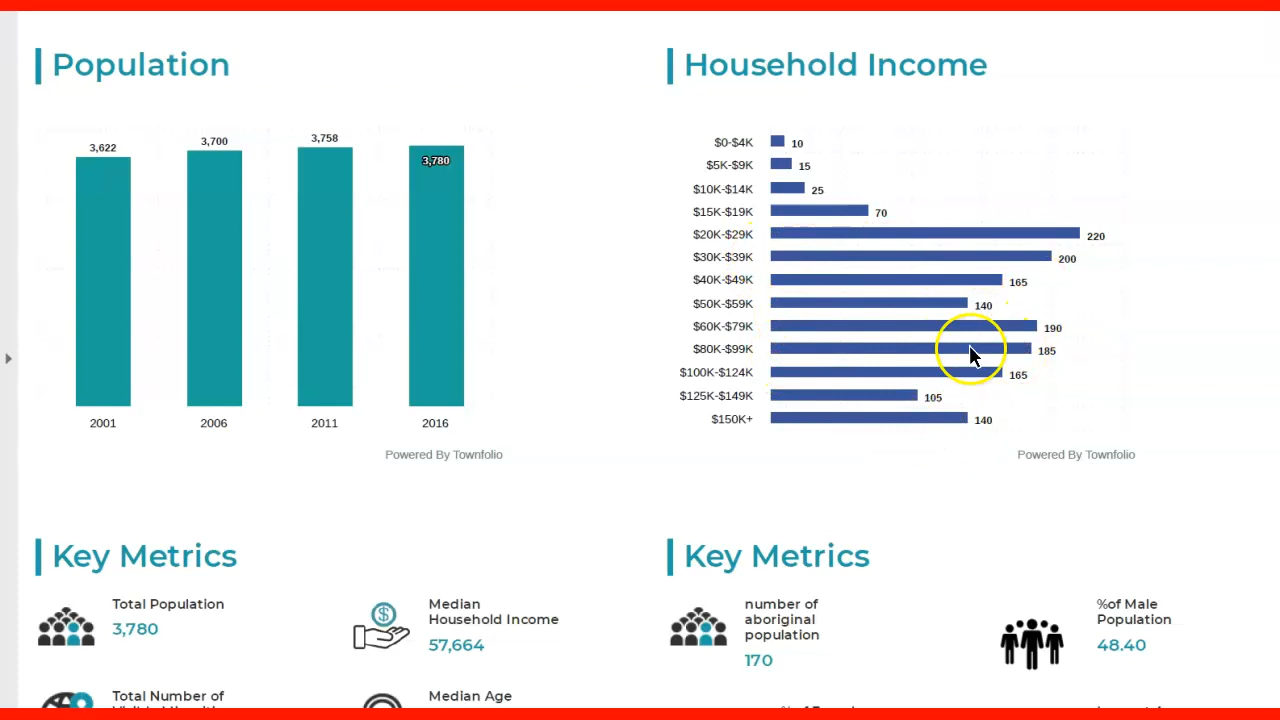 Population
3,622
3,700
3,758
3,780
2001
2006
2011
2016
Powered By Townfolio
Household Income
$0-$4K 10
$5K-$9K 15
$10K-$14K 25
$15K-$19K 70
$20K-$29K 220
$30K-$39K 200
$40K-$49K 165
$50K-$59K 140
$60K-$79K 190
$80K-$99K 185
$100K-$124K 165
$125K-$149K 105
$150K+ 140
Powered By Townfolio
Key Metrics
Total Population
3,780
Median
Household Income
57,664
Total Number of
Median Age
Key Metrics
number of
aboriginal
population
170
%of Male
Population
48.40